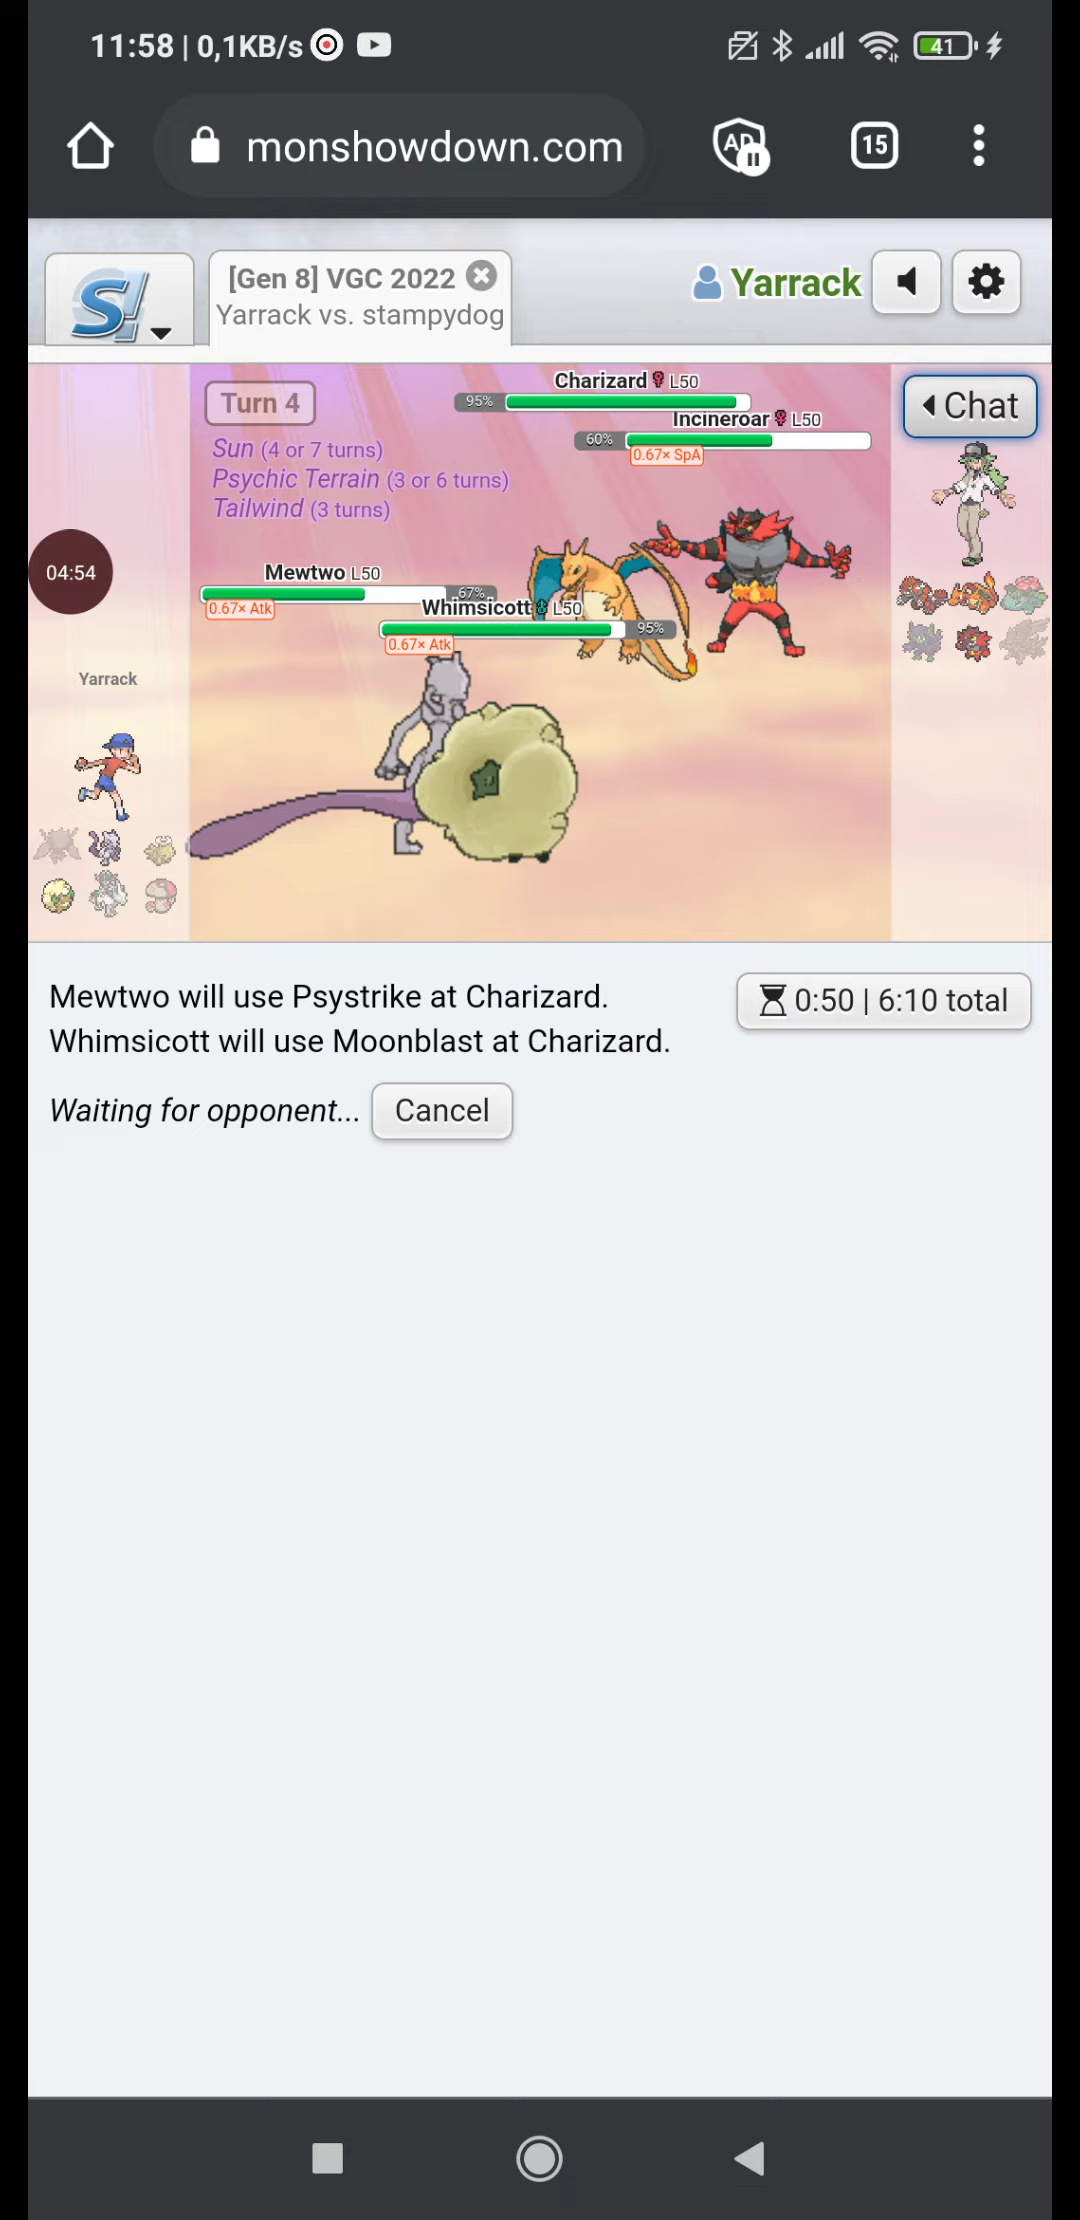 11:58 | 0,1KB/s
41
monshowdown.com
AD
15
[Gen 8] VGC 2022
Yarrack vs. stampydog
Yarrack
Turn 4
Sun (4 or 7 turns)
Psychic Terrain (3 or 6 turns)
Tailwind (3 turns)
Charizard L50
95%
Incineroar L50
60%
0.67× SpA
Chat
04:54
Mewtwo L50
67%
0.67× Atk
Whimsicott L50
95%
0.67× Atk
Yarrack
Mewtwo will use Psystrike at Charizard.
Whimsicott will use Moonblast at Charizard.
0:50 | 6:10 total
Waiting for opponent...
Cancel